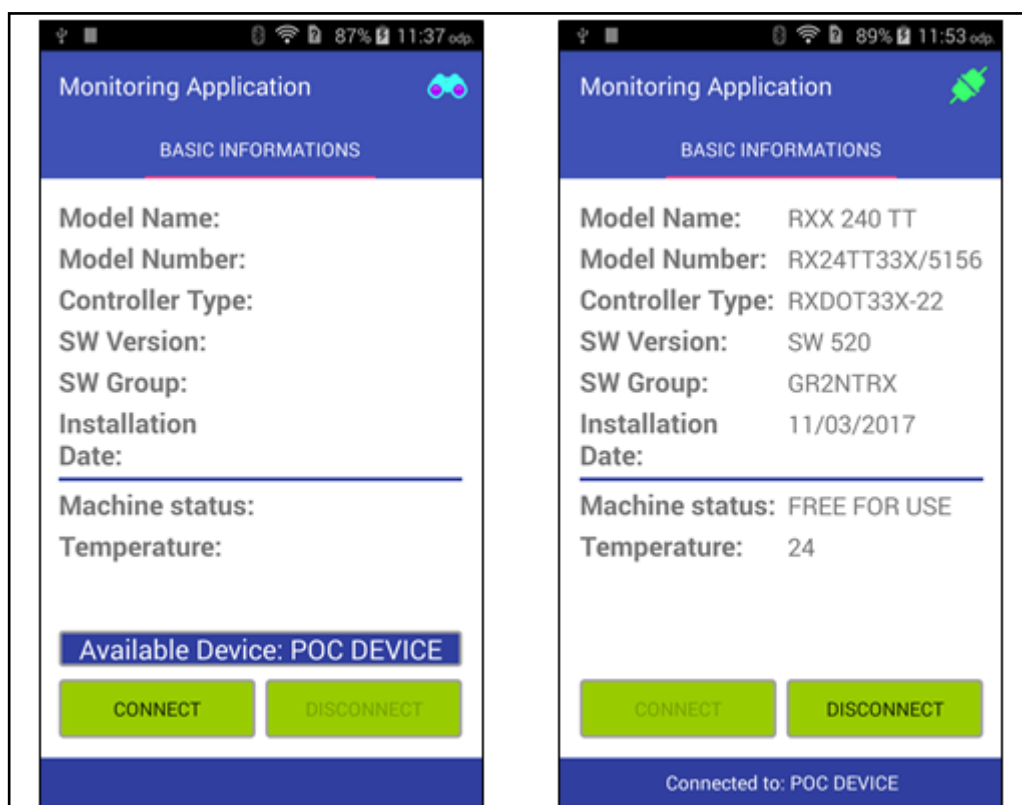 87% 11:37 odp.
Monitoring Application
BASIC INFORMATIONS
Model Name:
Model Number:
Controller Type:
SW Version:
SW Group:
Installation
Date:
Machine status:
Temperature:
Available Device: POC DEVICE
CONNECT DISCONNECT
89% 11:53 odp.
Monitoring Application
BASIC INFORMATIONS
Model Name: RXX 240 TT
Model Number: RX24TT33X/5156
Controller Type: RXDOT33X-22
SW Version: SW 520
SW Group: GR2NTRX
Installation 11/03/2017
Date:
Machine status: FREE FOR USE
Temperature: 24
CONNECT DISCONNECT
Connected to: POC DEVICE